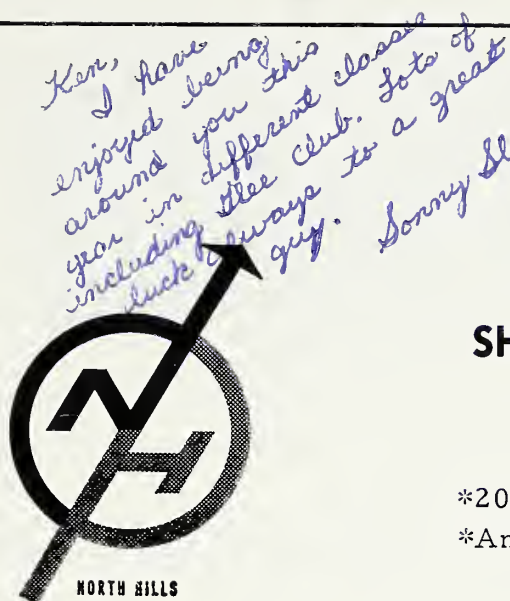 Ken,
I have
enjoyed being
around you this
year in different classes
including Glee Club. Lots of
luck always to a great
guy.
Sonny
SH
*20
*An
NH
NORTH HILLS